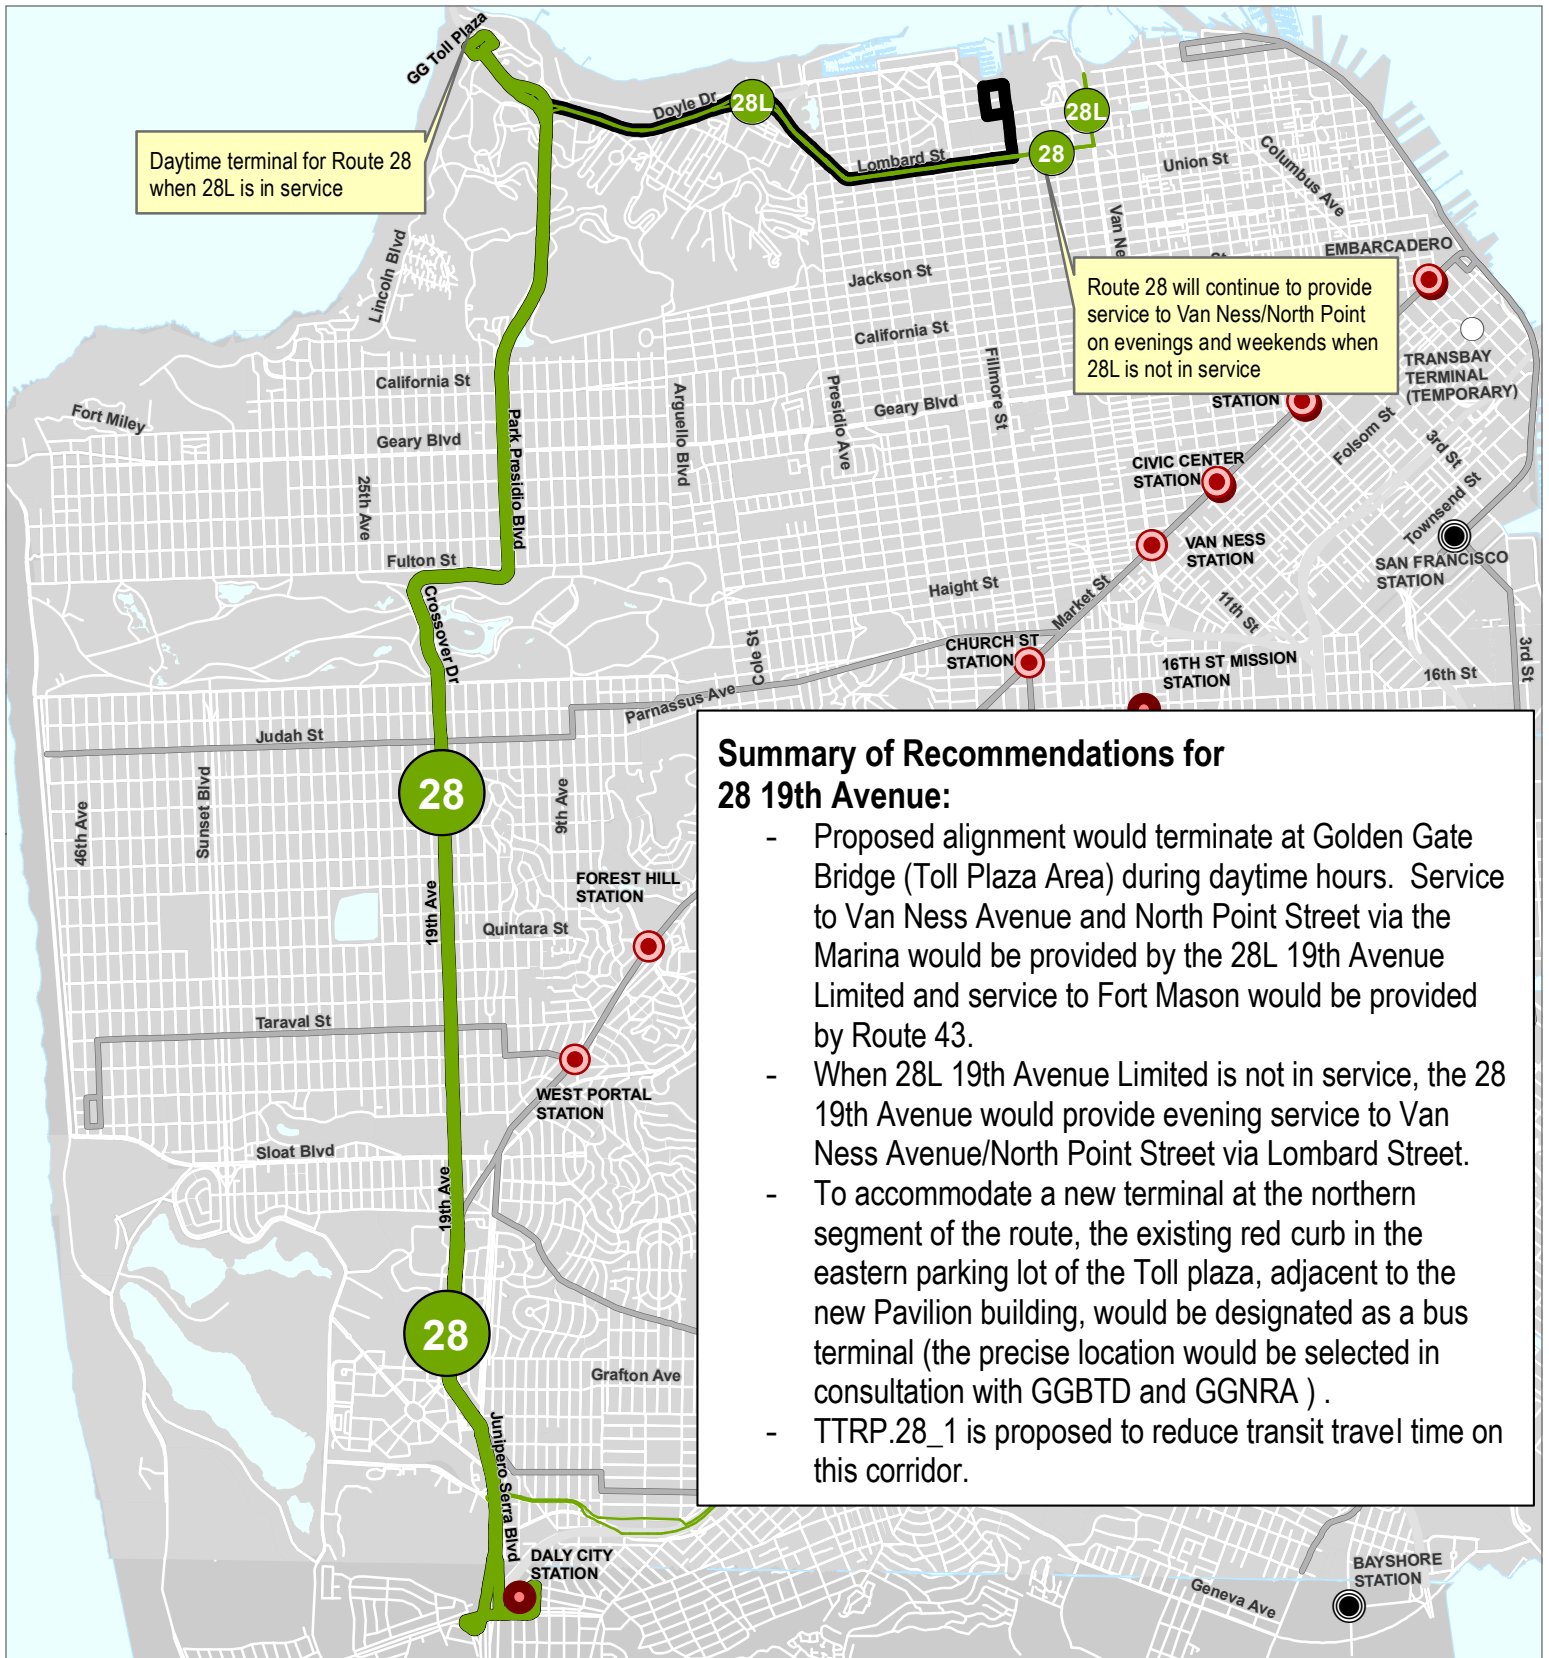 GG Toll Plaza
Doyle Dr
28L
28L
28
Lombard St
Union St
Columbus Ave
Daytime terminal for Route 28
when 28L is in service
Lincoln Blvd
Van Ne
EMBARCADERO
Jackson St
Route 28 will continue to provide
service to Van Ness/North Point
on evenings and weekends when
28L is not in service
California St
Fillmore St
TRANSBAY
TERMINAL
(TEMPORARY)
California St
Presidio Ave
Arguello Blvd
Geary Blvd
STATION
Fort Miley
Geary Blvd
Park Presidio Blvd
Folsom St
3rd St
CIVIC CENTER
STATION
25th Ave
Townsend St
VAN NESS
STATION
Fulton St
SAN FRANCISCO
STATION
Haight St
Market St
11th St
Crossover Dr
Cole St
CHURCH ST
STATION
16TH ST MISSION
STATION
16th St
3rd St
Parnassus Ave
Judah St
Summary of Recommendations for
28 19th Avenue:
- Proposed alignment would terminate at Golden Gate
Bridge (Toll Plaza Area) during daytime hours. Service
to Van Ness Avenue and North Point Street via the
Marina would be provided by the 28L 19th Avenue
Limited and service to Fort Mason would be provided
by Route 43.
- When 28L 19th Avenue Limited is not in service, the 28
19th Avenue would provide evening service to Van
Ness Avenue/North Point Street via Lombard Street.
- To accommodate a new terminal at the northern
segment of the route, the existing red curb in the
eastern parking lot of the Toll plaza, adjacent to the
new Pavilion building, would be designated as a bus
terminal (the precise location would be selected in
consultation with GGBTD and GGNRA ) .
- TTRP.28_1 is proposed to reduce transit travel time on
this corridor.
28
46th Ave
Sunset Blvd
9th Ave
19th Ave
FOREST HILL
STATION
Quintara St
Taraval St
WEST PORTAL
STATION
Sloat Blvd
19th Ave
28
Grafton Ave
Junipero Serra Blvd
DALY CITY
STATION
BAYSHORE
STATION
Geneva Ave